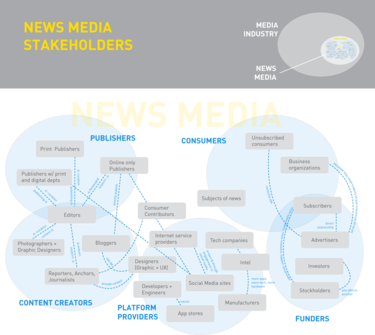 NEWS MEDIA
STAKEHOLDERS
MEDIA
INDUSTRY
NEWS
MEDIA
NEWS MEDIA
PUBLISHERS
CONSUMERS
Print Publishers
Online only
Publishers
Publishers w/ print
and digital depts
Unsubscribed
consumers
Business
organizations
Subjects of news
Subscribers
Editors
Consumer
Contributors
Photographers +
Graphic Designers
Bloggers
Internet service
providers
Tech companies
Advertisers
Reporters, Anchors,
Journalists
Designers
(Graphic + UX)
Intel
Investors
Developers +
Engineers
Social Media sites
Stockholders
Manufacturers
App stores
CONTENT CREATORS
PLATFORM
PROVIDERS
FUNDERS